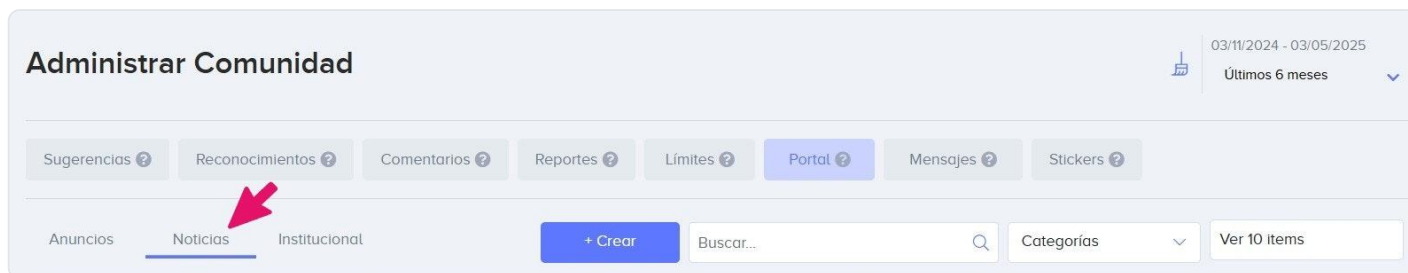 Administrar Comunidad
03/11/2024 - 03/05/2025
Últimos 6 meses
Sugerencias ? Reconocimientos ? Comentarios ? Reportes ? Límites ? Portal ? Mensajes ? Stickers ?
Anuncios Noticias Institucional + Crear Buscar... Categorías Ver 10 items